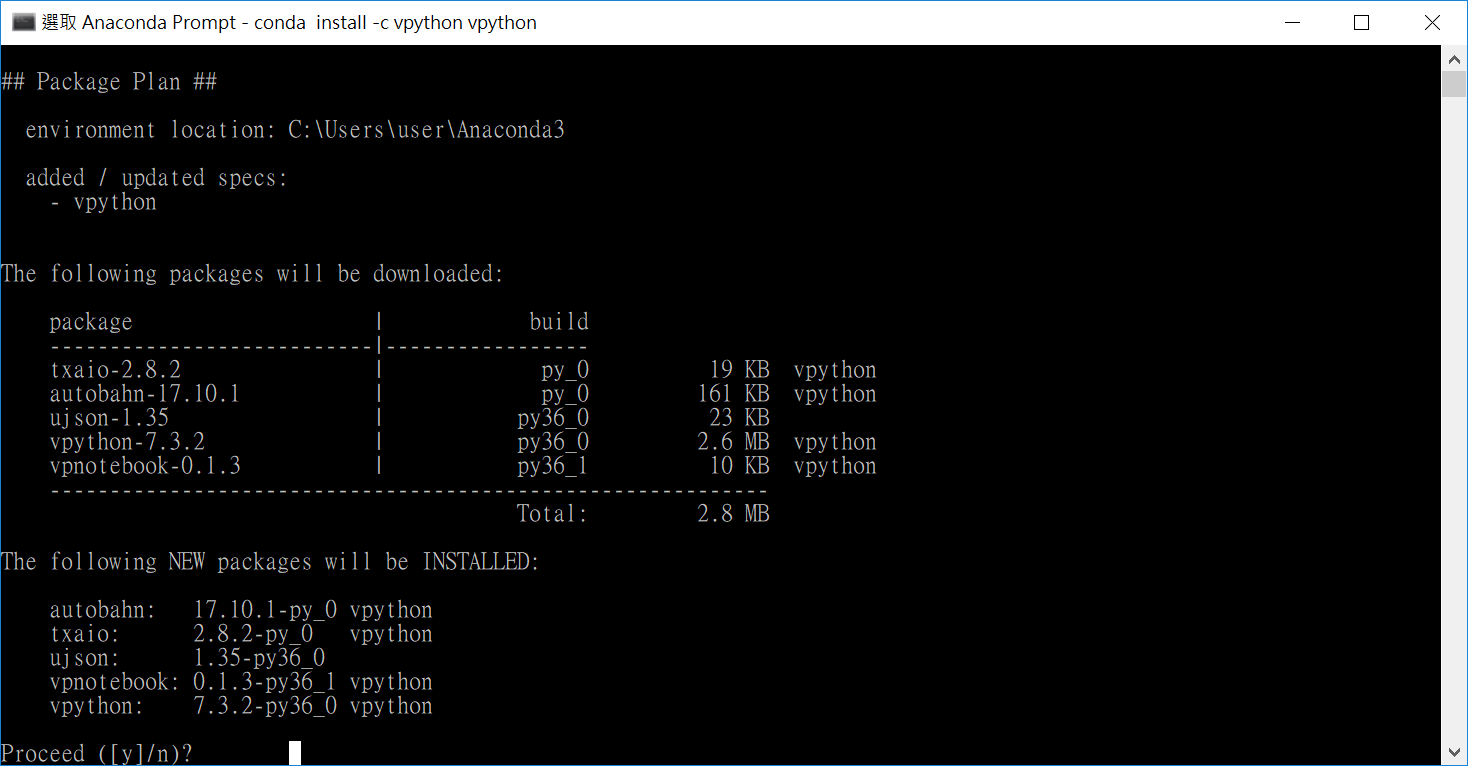 選取 Anaconda Prompt - conda  install -c vpython vpython
## Package Plan ##
environment location: C:\Users\user\Anaconda3
added / updated specs:
- vpython
The following packages will be downloaded:
package                    |            build
---------------------------|-----------------
txaio-2.8.2                |             py_0          19 KB  vpython
autobahn-17.10.1           |             py_0         161 KB  vpython
ujson-1.35                 |           py36_0          23 KB
vpython-7.3.2              |           py36_0         2.6 MB  vpython
vpnotebook-0.1.3           |           py36_1          10 KB  vpython
------------------------------------------------------------
Total:         2.8 MB
The following NEW packages will be INSTALLED:
autobahn:   17.10.1-py_0 vpython
txaio:      2.8.2-py_0   vpython
ujson:      1.35-py36_0
vpnotebook: 0.1.3-py36_1 vpython
vpython:    7.3.2-py36_0 vpython
Proceed ([y]/n)?